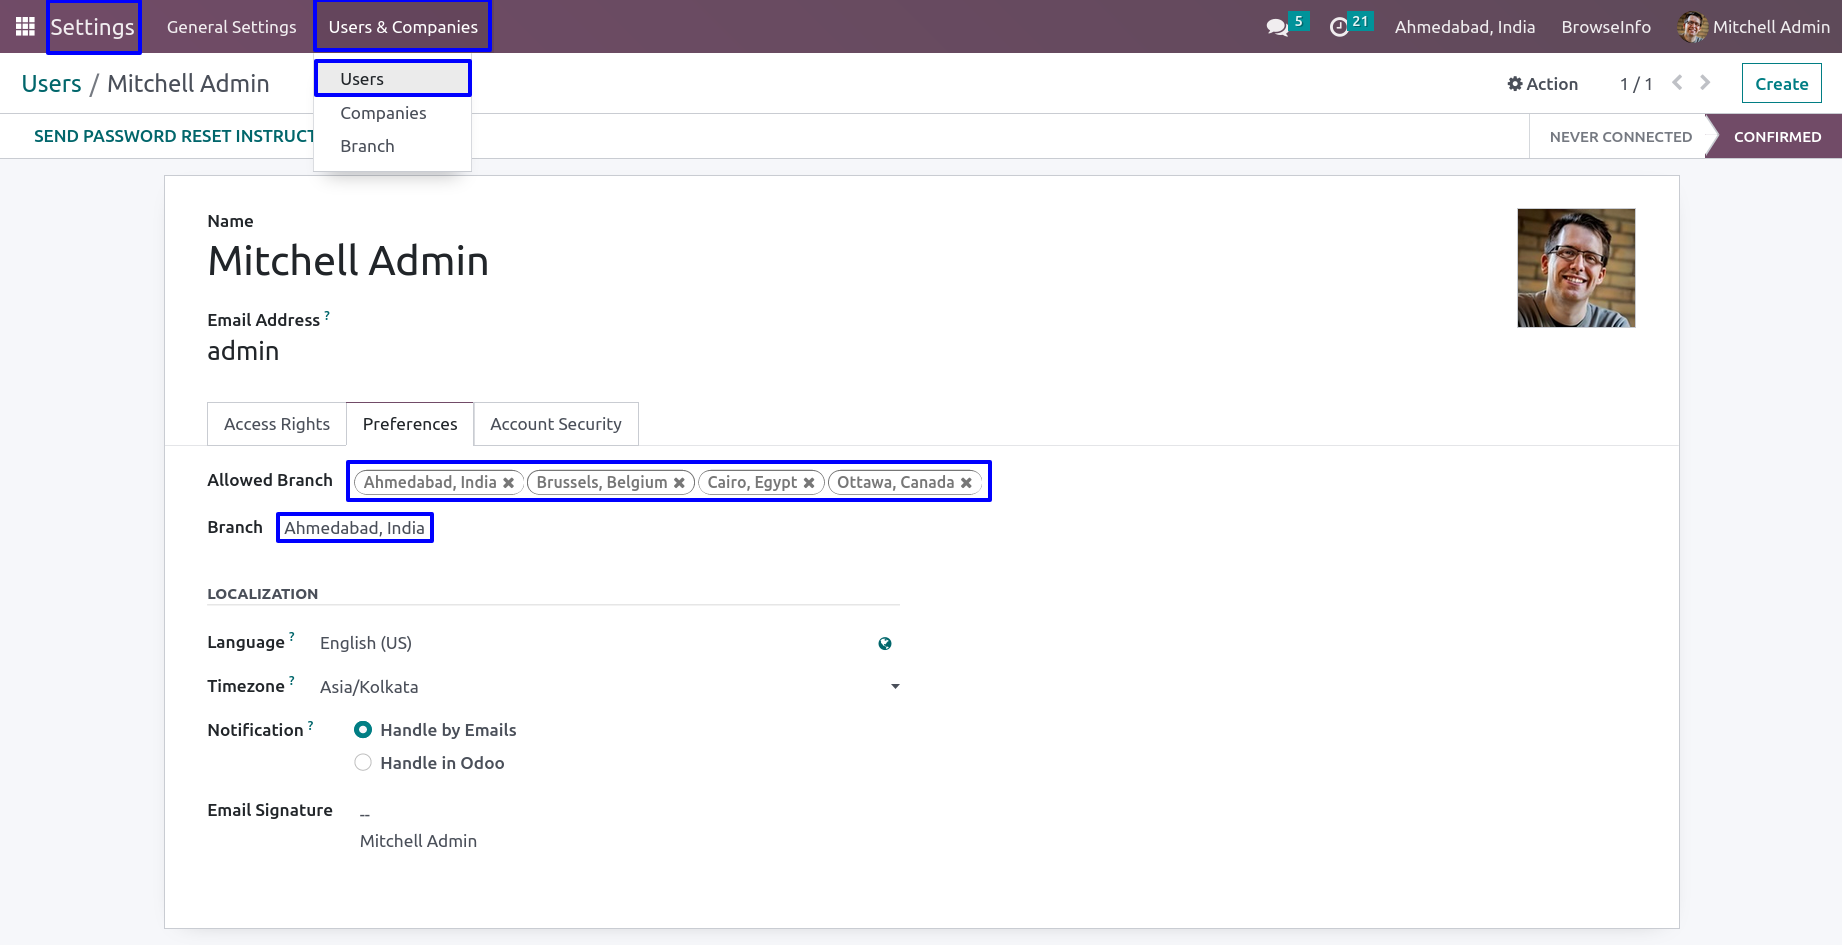 Settings General Settings Users & Companies 5 21 Ahmedabad, India BrowseInfo Mitchell Admin
Users / Mitchell Admin Action 1 / 1 Create
Users
Companies
Branch
SEND PASSWORD RESET INSTRUCT NEVER CONNECTED CONFIRMED
Name
Mitchell Admin
Email Address ?
admin
Access Rights Preferences Account Security
Allowed Branch Ahmedabad, India Brussels, Belgium Cairo, Egypt Ottawa, Canada
Branch Ahmedabad, India
LOCALIZATION
Language ? English (US)
Timezone ? Asia/Kolkata
Notification ? Handle by Emails
Handle in Odoo
Email Signature --
Mitchell Admin